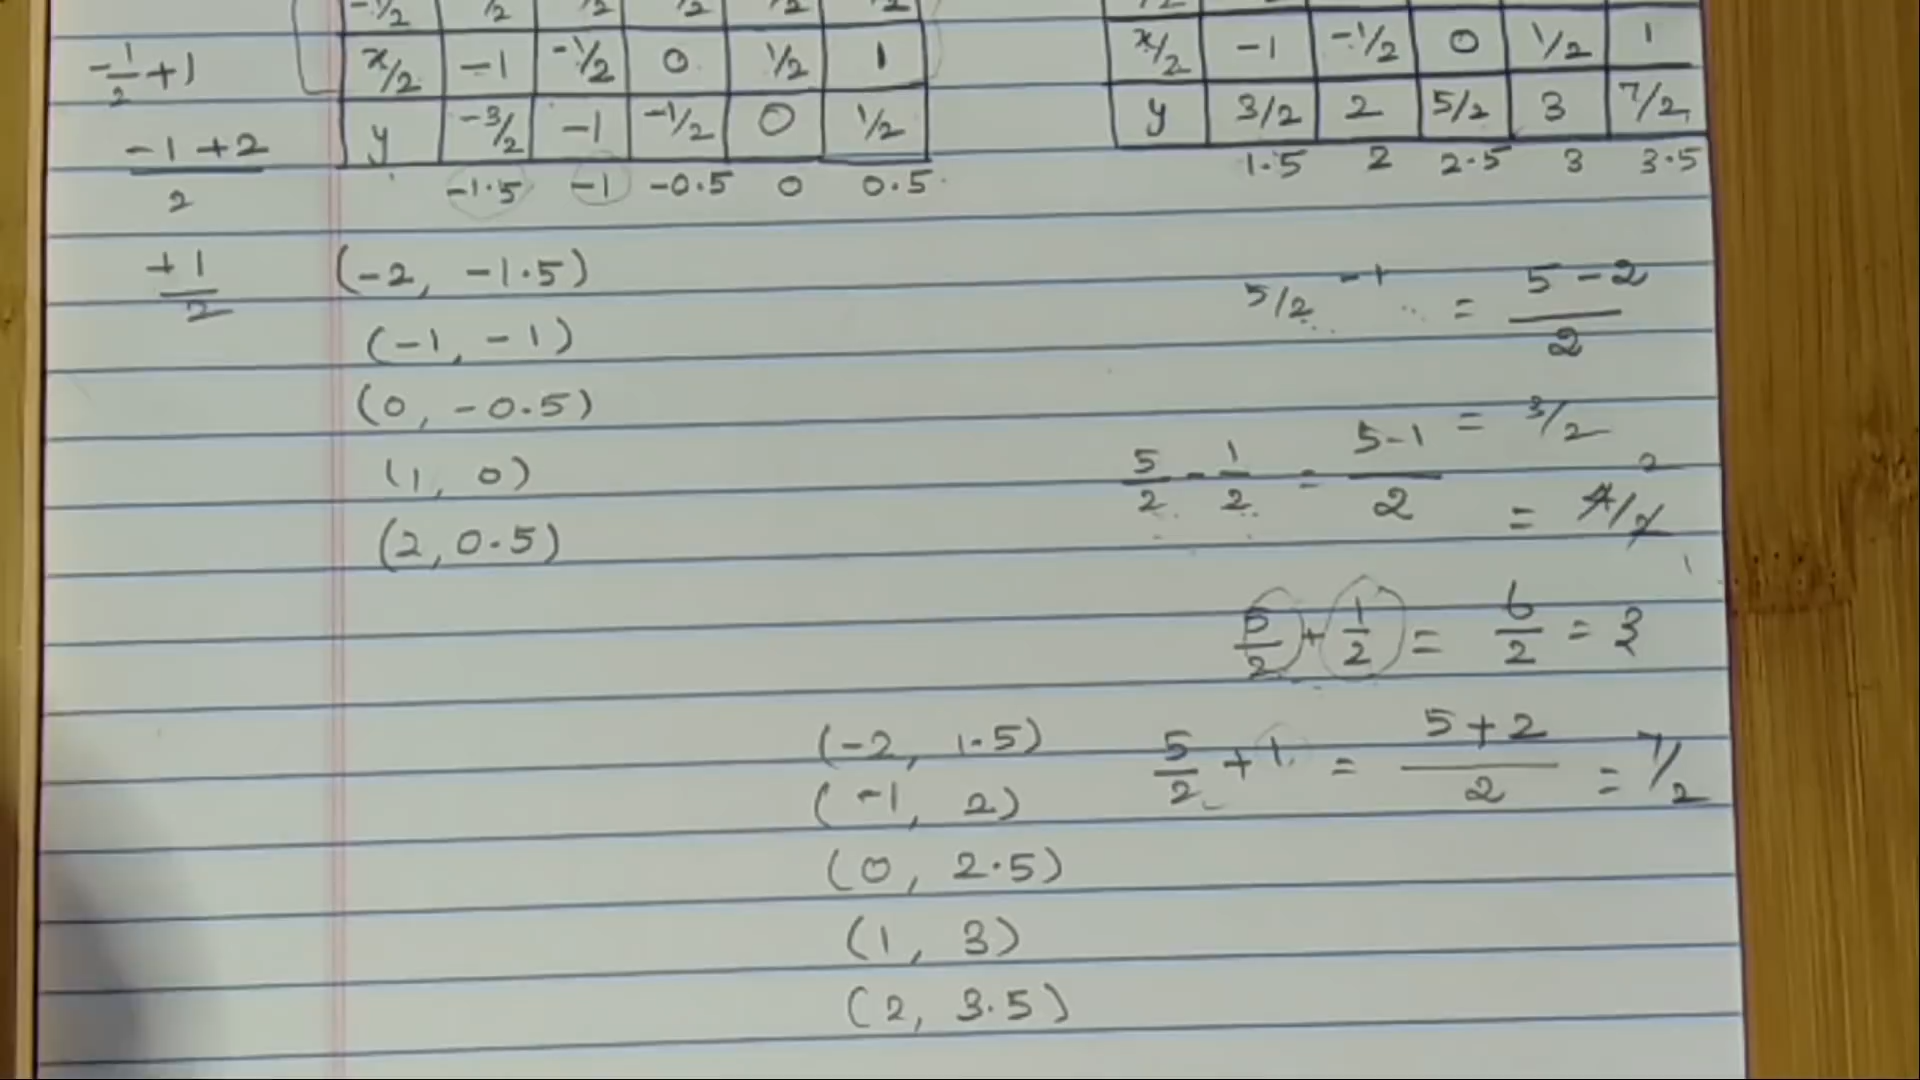 x/2 -1 -1/2 0 1/2 1
y -3/2 -1 -1/2 0 1/2
-1.5 -1 -0.5 0 0.5
x/2 -1 -1/2 0 1/2 1
y 3/2 2 5/2 3 7/2
1.5 2 2.5 3 3.5
-1/2 + 1
-1 + 2
2
+1
2
(-2, -1.5)
(-1, -1)
(0, -0.5)
(1, 0)
(2, 0.5)
5/2 - 1 = 5 - 2 / 2
= 3/2
5/2 - 1/2 = 5-1 / 2
= 4/2 2
1
5/2 + 1/2 = 6/2 = 3
5/2 + 1 = 5 + 2 / 2 = 7/2
(-2, 1.5)
(-1, 2)
(0, 2.5)
(1, 3)
(2, 3.5)